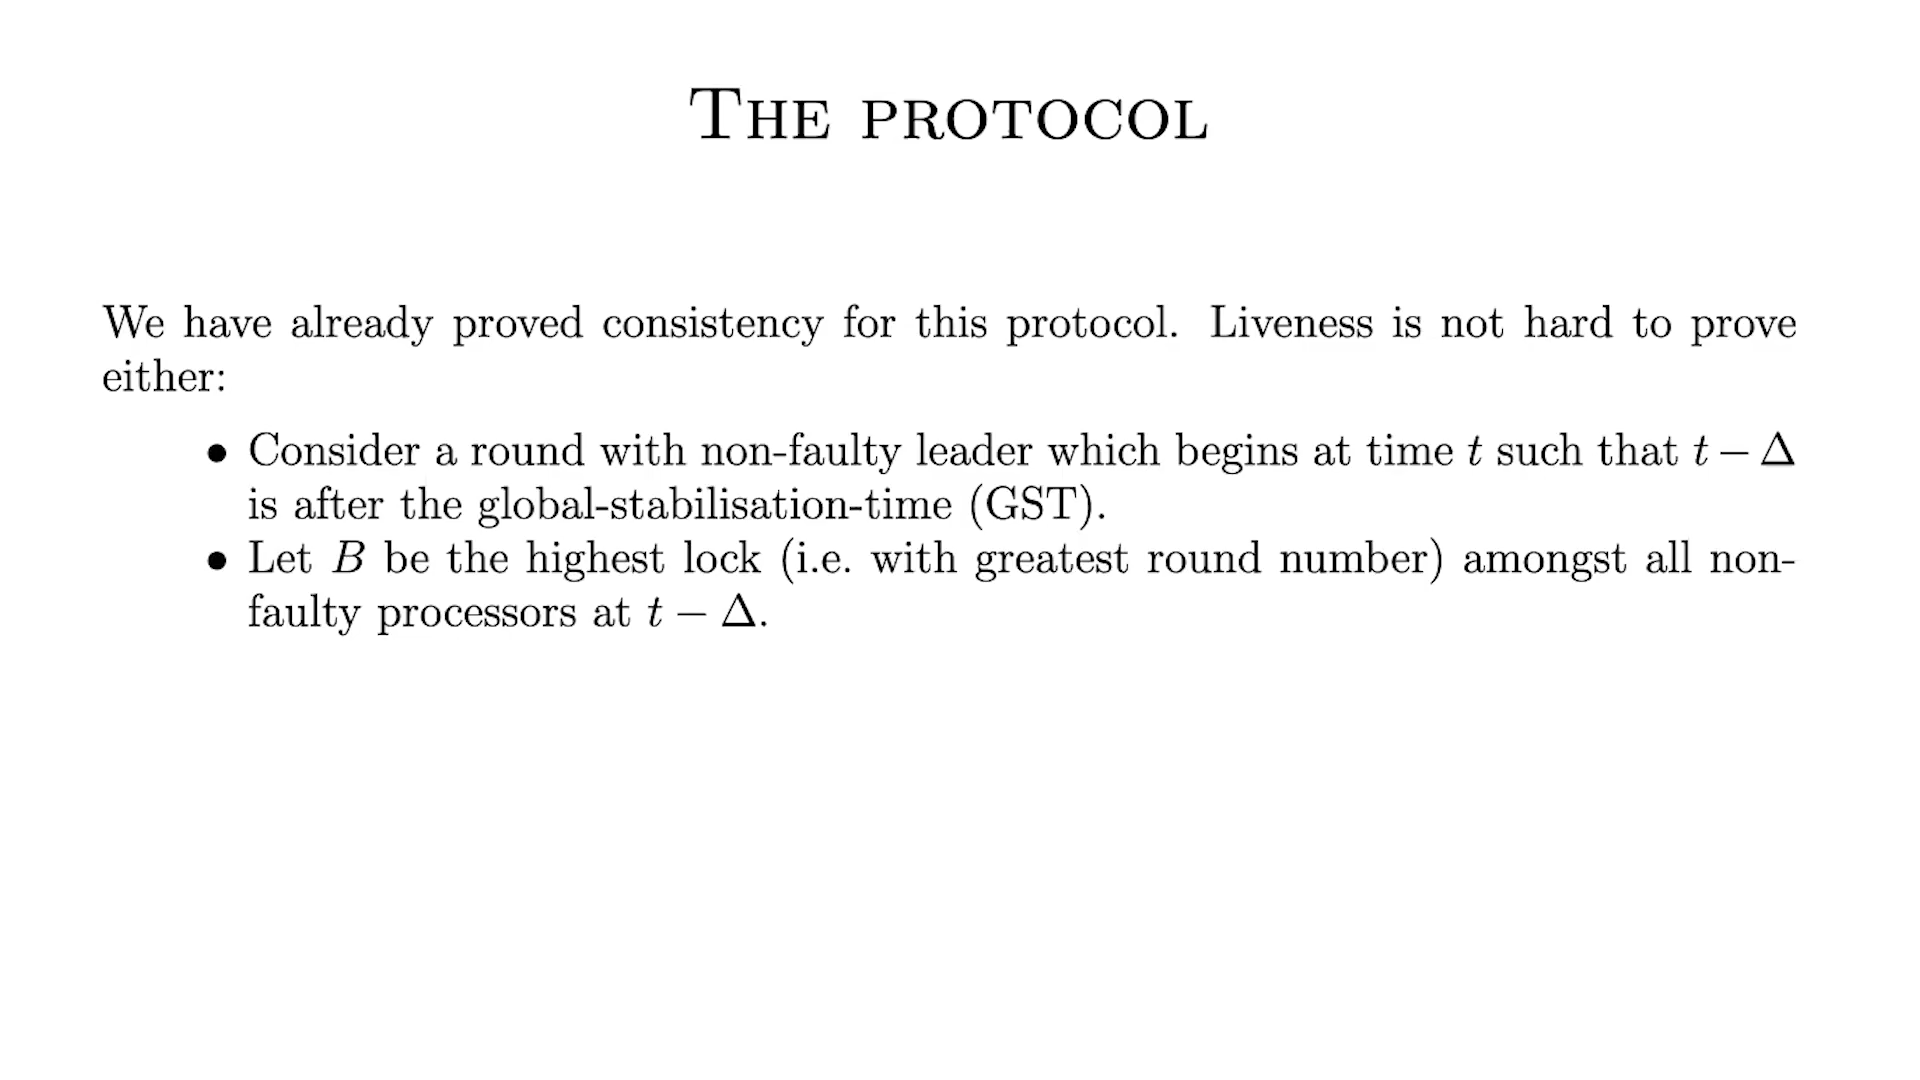 The protocol
We have already proved consistency for this protocol. Liveness is not hard to prove
either:
• Consider a round with non-faulty leader which begins at time t such that t − Δ
is after the global-stabilisation-time (GST).
• Let B be the highest lock (i.e. with greatest round number) amongst all non-
faulty processors at t − Δ.